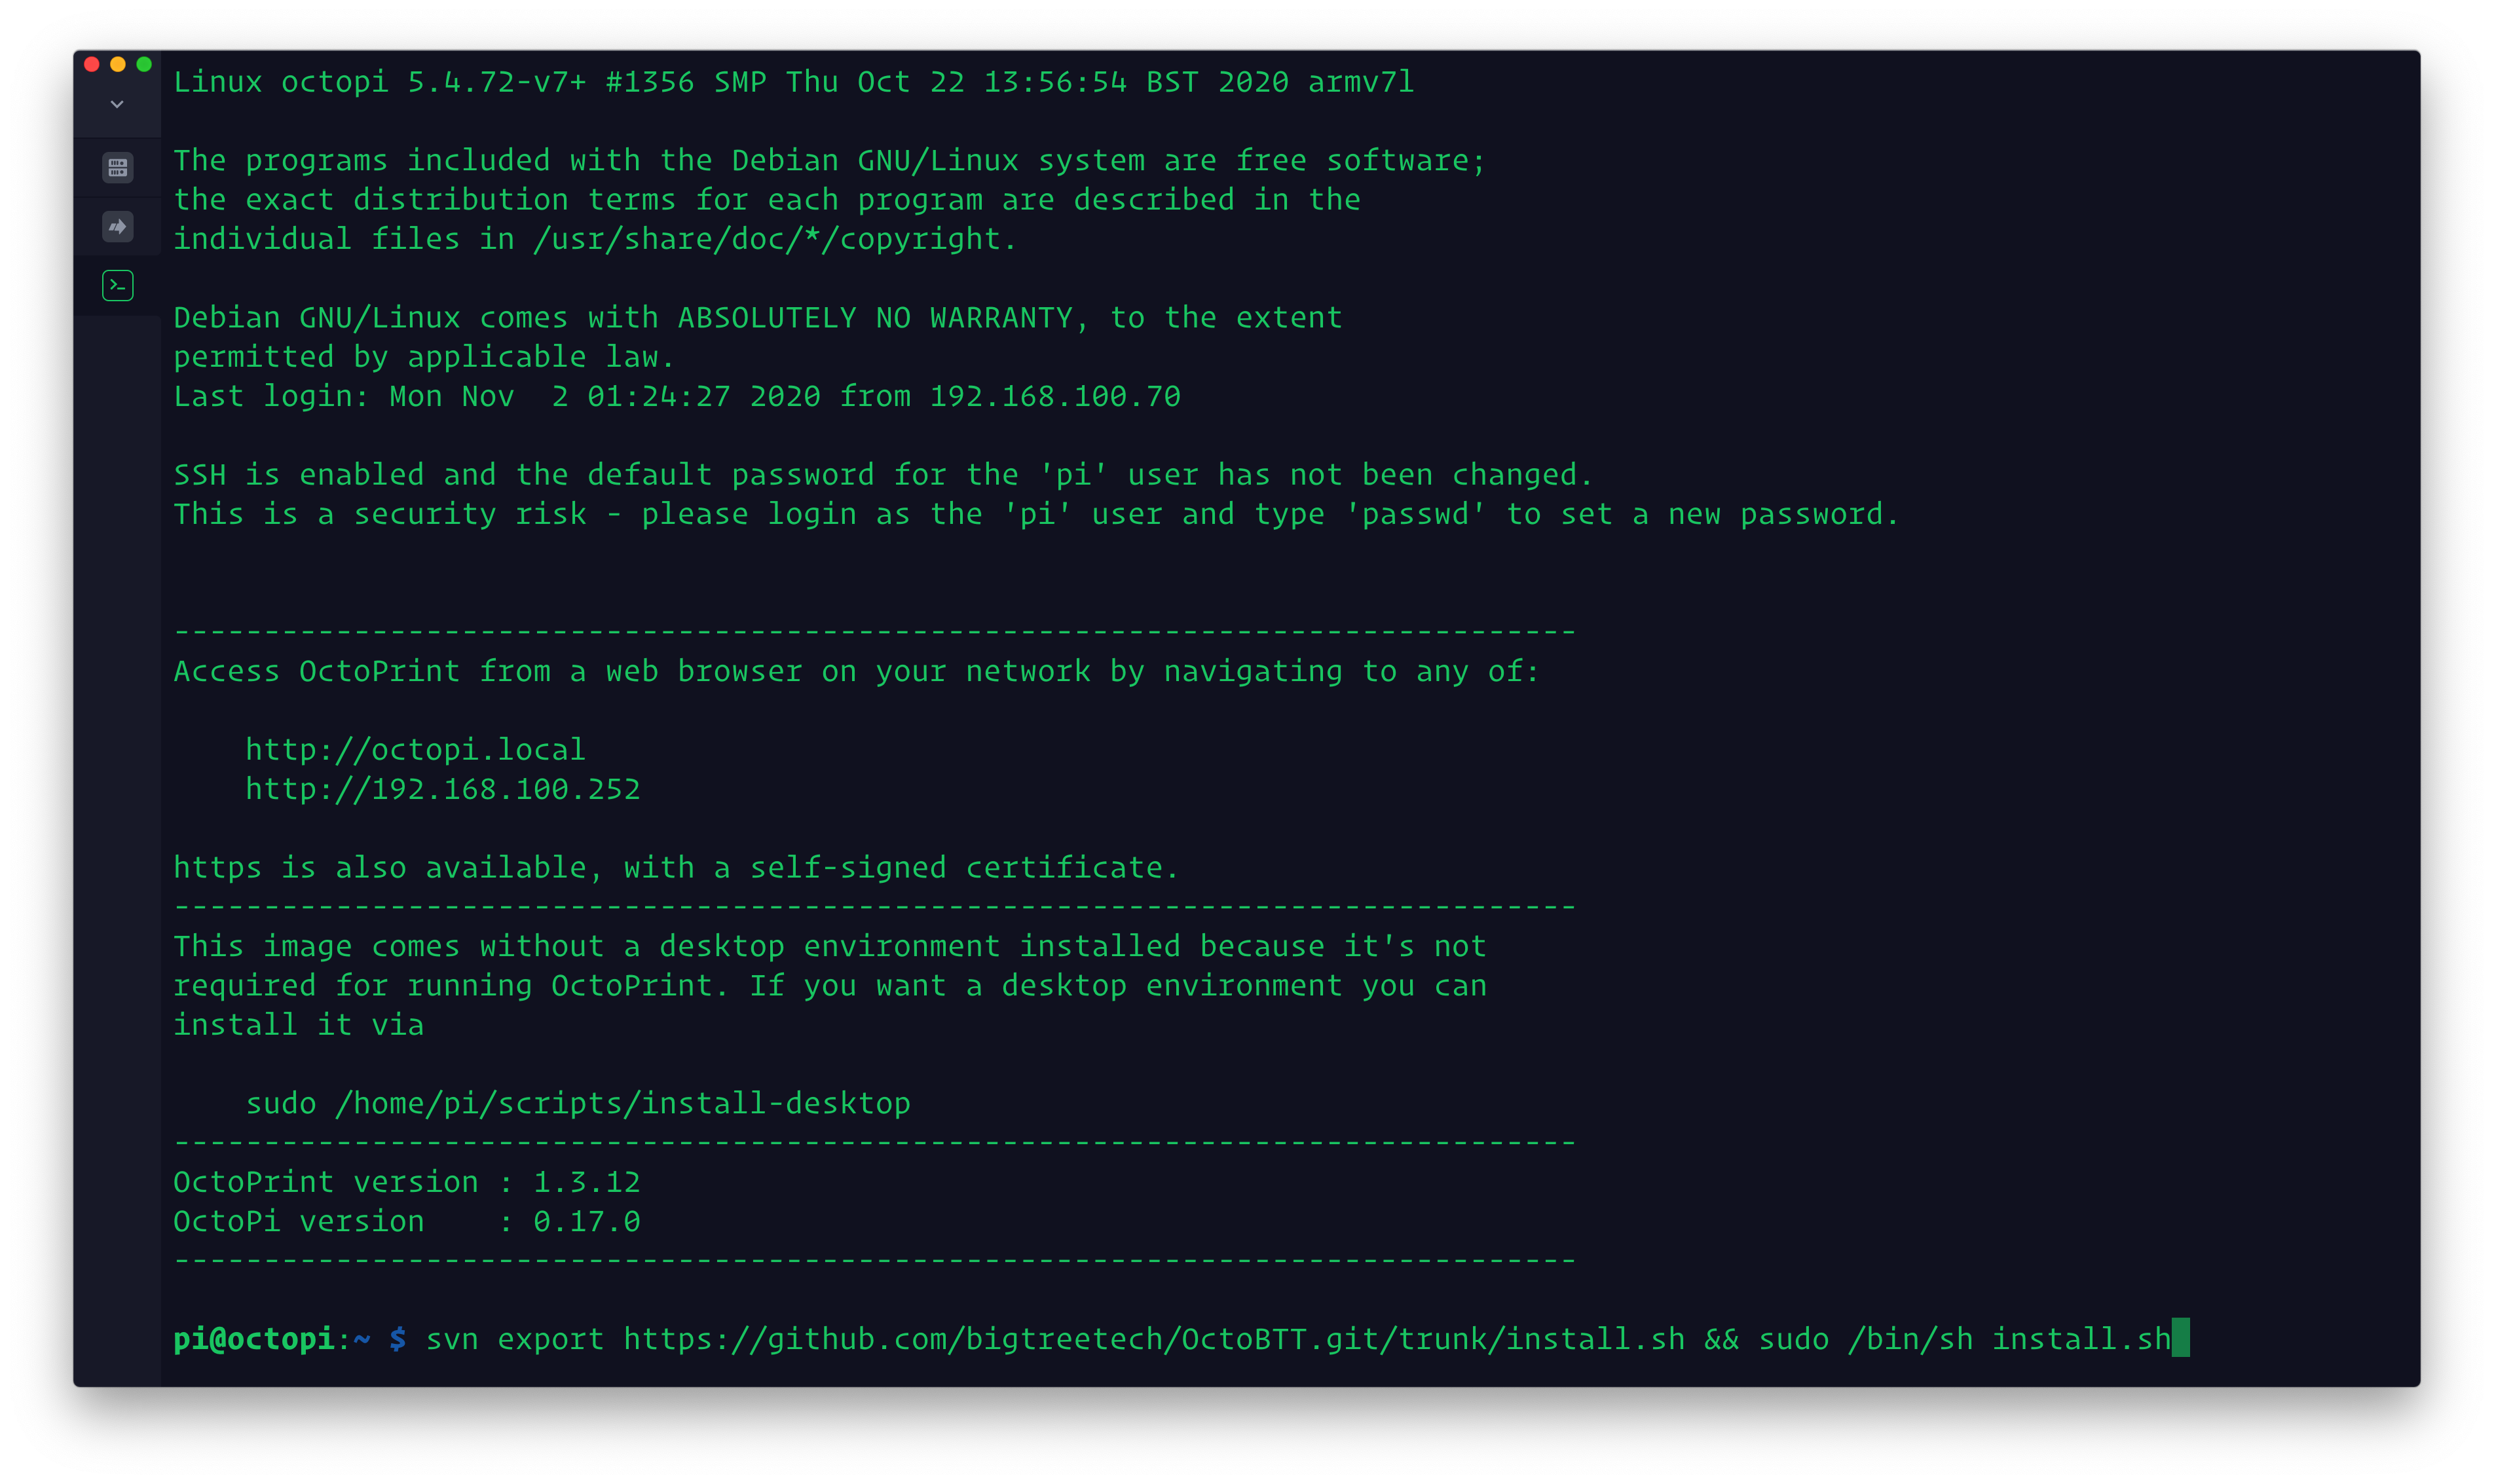 Linux octopi 5.4.72-v7+ #1356 SMP Thu Oct 22 13:56:54 BST 2020 armv7l

The programs included with the Debian GNU/Linux system are free software;
the exact distribution terms for each program are described in the
individual files in /usr/share/doc/*/copyright.

Debian GNU/Linux comes with ABSOLUTELY NO WARRANTY, to the extent
permitted by applicable law.
Last login: Mon Nov  2 01:24:27 2020 from 192.168.100.70

SSH is enabled and the default password for the 'pi' user has not been changed.
This is a security risk - please login as the 'pi' user and type 'passwd' to set a new password.

------------------------------------------------------------------------------
Access OctoPrint from a web browser on your network by navigating to any of:

    http://octopi.local
    http://192.168.100.252

https is also available, with a self-signed certificate.
------------------------------------------------------------------------------
This image comes without a desktop environment installed because it's not
required for running OctoPrint. If you want a desktop environment you can
install it via

    sudo /home/pi/scripts/install-desktop
------------------------------------------------------------------------------
OctoPrint version : 1.3.12
OctoPi version    : 0.17.0
------------------------------------------------------------------------------

pi@octopi:~ $ svn export https://github.com/bigtreetech/OctoBTT.git/trunk/install.sh && sudo /bin/sh install.sh